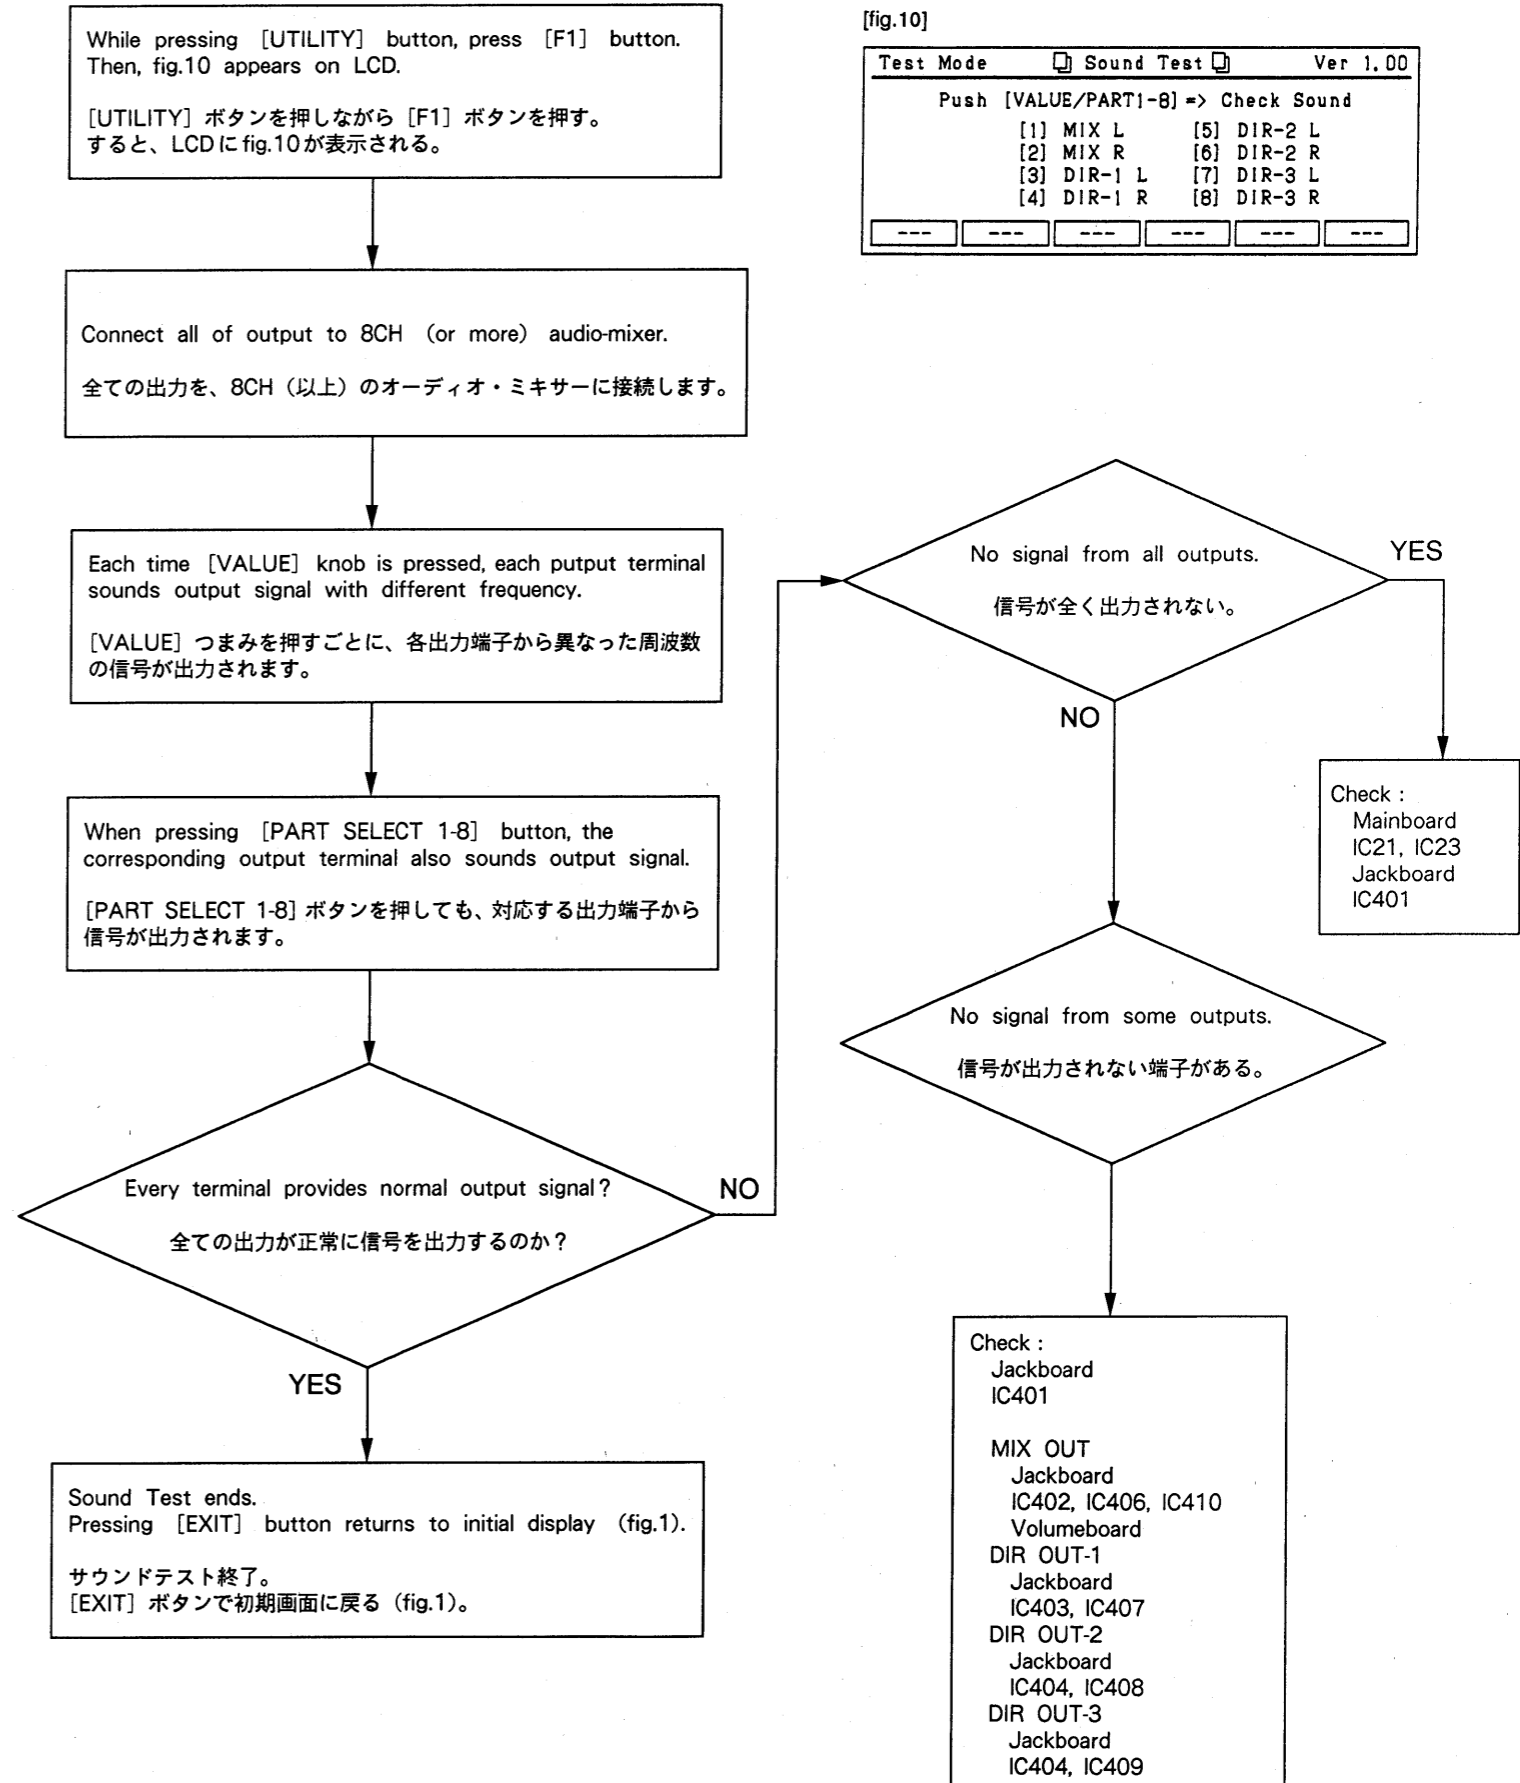 While pressing [UTILITY] button, press [F1] button.
Then, fig.10 appears on LCD.
[UTILITY] ボタンを押しながら [F1] ボタンを押す。
すると、LCDにfig.10が表示される。
Connect all of output to 8CH (or more) audio-mixer.
全ての出力を、8CH（以上）のオーディオ・ミキサーに接続します。
Each time [VALUE] knob is pressed, each putput terminal
sounds output signal with different frequency.
[VALUE] つまみを押すごとに、各出力端子から異なった周波数
の信号が出力されます。
When pressing [PART SELECT 1-8] button, the
corresponding output terminal also sounds output signal.
[PART SELECT 1-8] ボタンを押しても、対応する出力端子から
信号が出力されます。
Every terminal provides normal output signal?
全ての出力が正常に信号を出力するのか？
NO
YES
Sound Test ends.
Pressing [EXIT] button returns to initial display (fig.1).
サウンドテスト終了。
[EXIT] ボタンで初期画面に戻る (fig.1)。
[fig.10]
Test Mode Sound Test Ver 1.00
Push [VALUE/PART1-8] => Check Sound
[1] MIX L [5] DIR-2 L
[2] MIX R [6] DIR-2 R
[3] DIR-1 L [7] DIR-3 L
[4] DIR-1 R [8] DIR-3 R
--- --- --- --- --- ---
No signal from all outputs.
信号が全く出力されない。
YES
NO
Check :
Mainboard
IC21, IC23
Jackboard
IC401
No signal from some outputs.
信号が出力されない端子がある。
Check :
Jackboard
IC401
MIX OUT
Jackboard
IC402, IC406, IC410
Volumeboard
DIR OUT-1
Jackboard
IC403, IC407
DIR OUT-2
Jackboard
IC404, IC408
DIR OUT-3
Jackboard
IC404, IC409